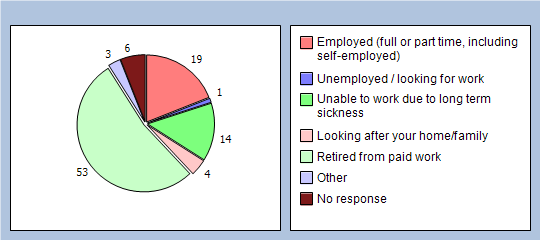 3
6
19
1
14
4
53
Employed (full or part time, including
self-employed)
Unemployed / looking for work
Unable to work due to long term
sickness
Looking after your home/family
Retired from paid work
Other
No response